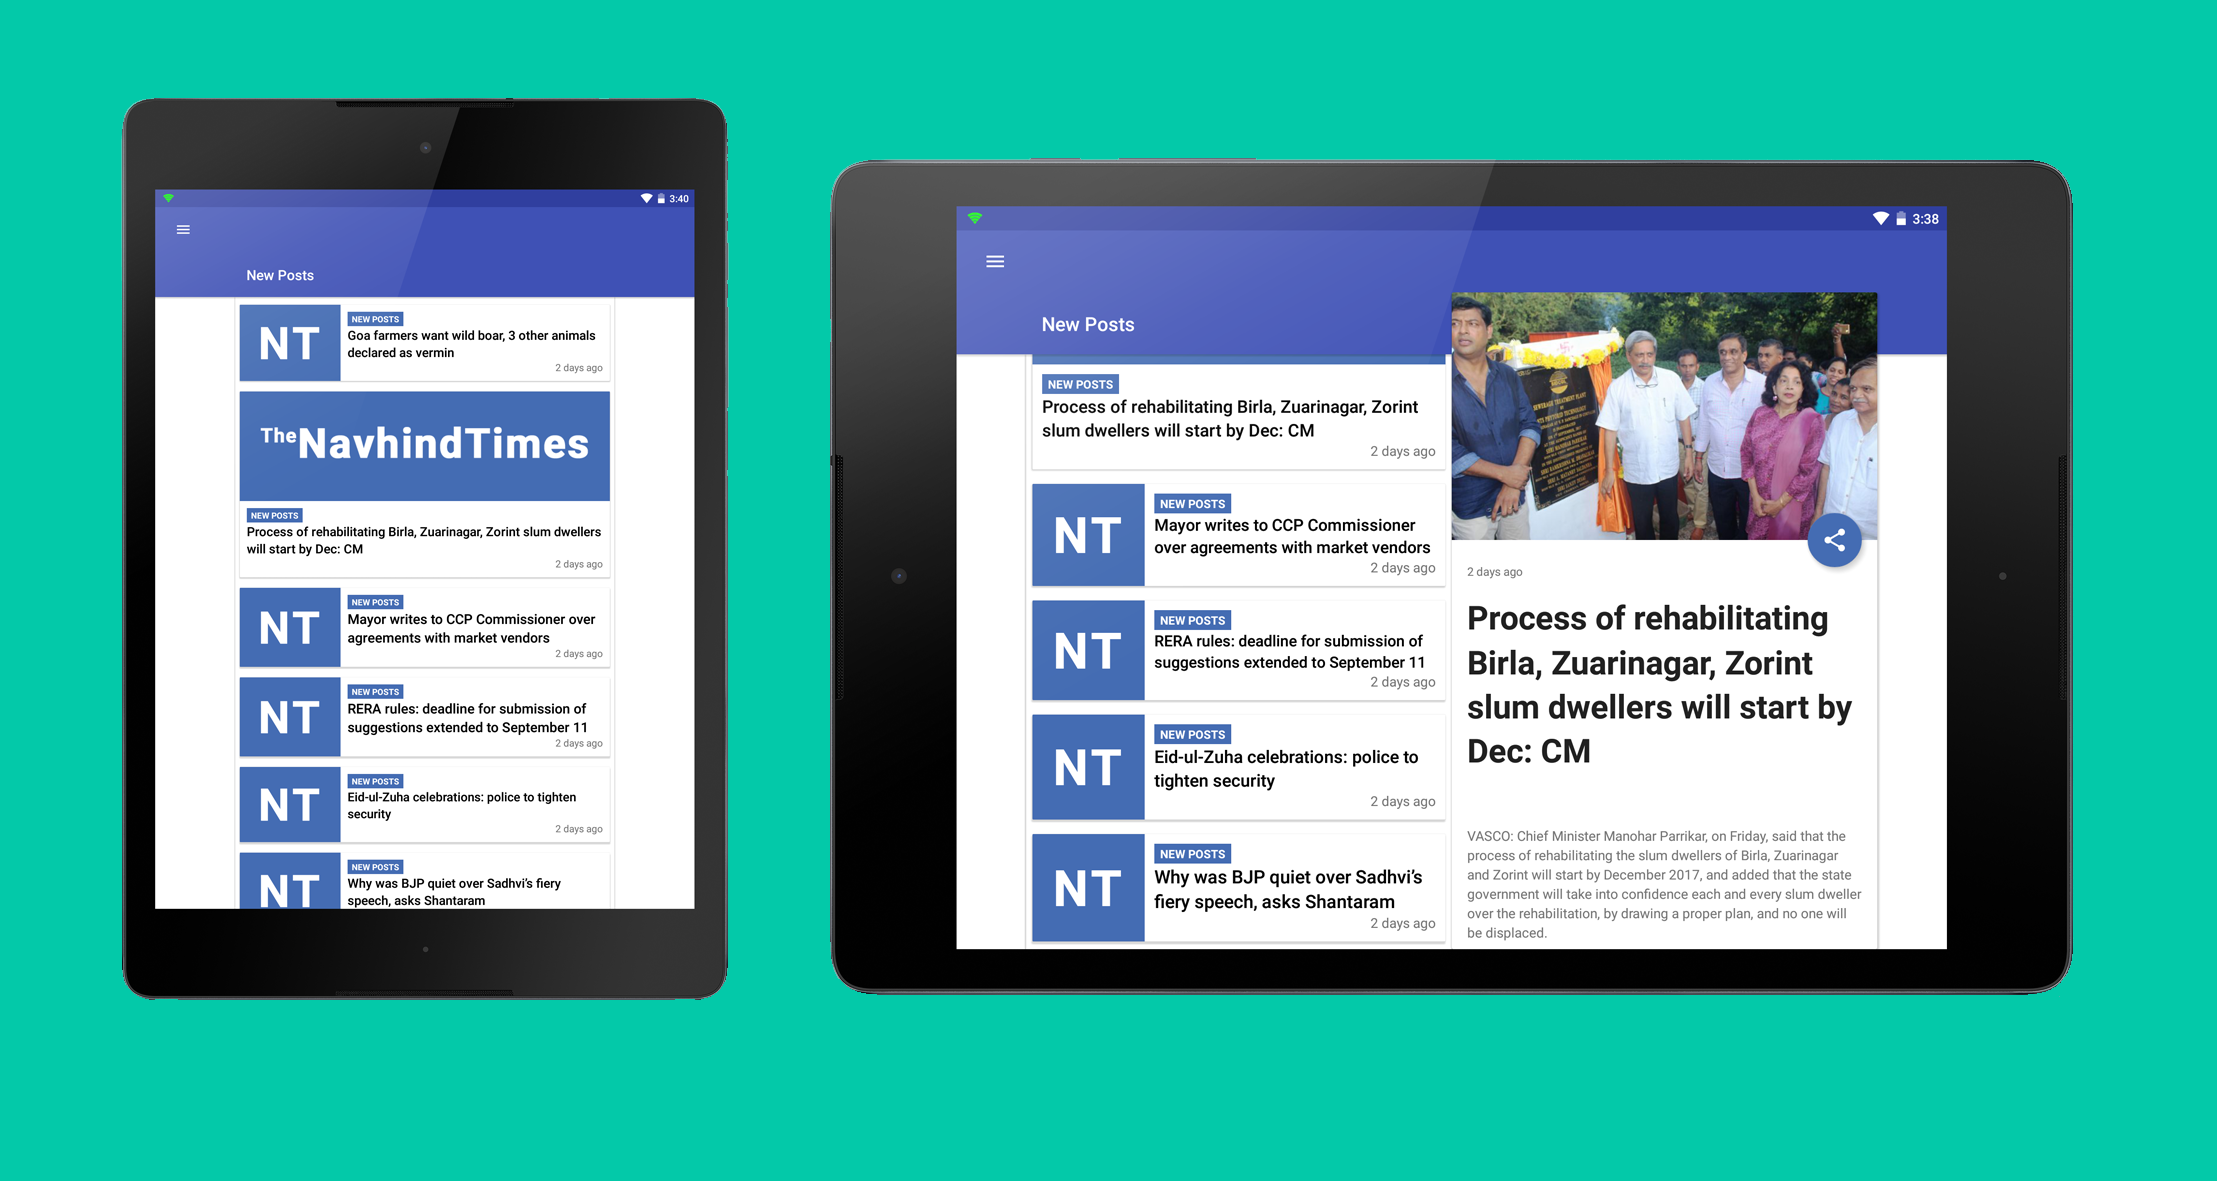 3:40
New Posts
NT
NEW POSTS
Goa farmers want wild boar, 3 other animals
declared as vermin
2 days ago
The NavhindTimes
NEW POSTS
Process of rehabilitating Birla, Zuarinagar, Zorint slum dwellers
will start by Dec: CM
2 days ago
NT
NEW POSTS
Mayor writes to CCP Commissioner over
agreements with market vendors
2 days ago
NT
NEW POSTS
RERA rules: deadline for submission of
suggestions extended to September 11
2 days ago
NT
NEW POSTS
Eid-ul-Zuha celebrations: police to tighten
security
2 days ago
NT
NEW POSTS
Why was BJP quiet over Sadhvi's fiery
speech, asks Shantaram
3:38
New Posts
NEW POSTS
Process of rehabilitating Birla, Zuarinagar, Zorint
slum dwellers will start by Dec: CM
2 days ago
NT
NEW POSTS
Mayor writes to CCP Commissioner
over agreements with market vendors
2 days ago
NT
NEW POSTS
RERA rules: deadline for submission of
suggestions extended to September 11
2 days ago
NT
NEW POSTS
Eid-ul-Zuha celebrations: police to
tighten security
2 days ago
NT
NEW POSTS
Why was BJP quiet over Sadhvi's
fiery speech, asks Shantaram
2 days ago
SEWERAGE TREATMENT PLANT
2 days ago
Process of rehabilitating
Birla, Zuarinagar, Zorint
slum dwellers will start by
Dec: CM
VASCO: Chief Minister Manohar Parrikar, on Friday, said that the
process of rehabilitating the slum dwellers of Birla, Zuarinagar
and Zorint will start by December 2017, and added that the state
government will take into confidence each and every slum dweller
over the rehabilitation, by drawing a proper plan, and no one will
be displaced.